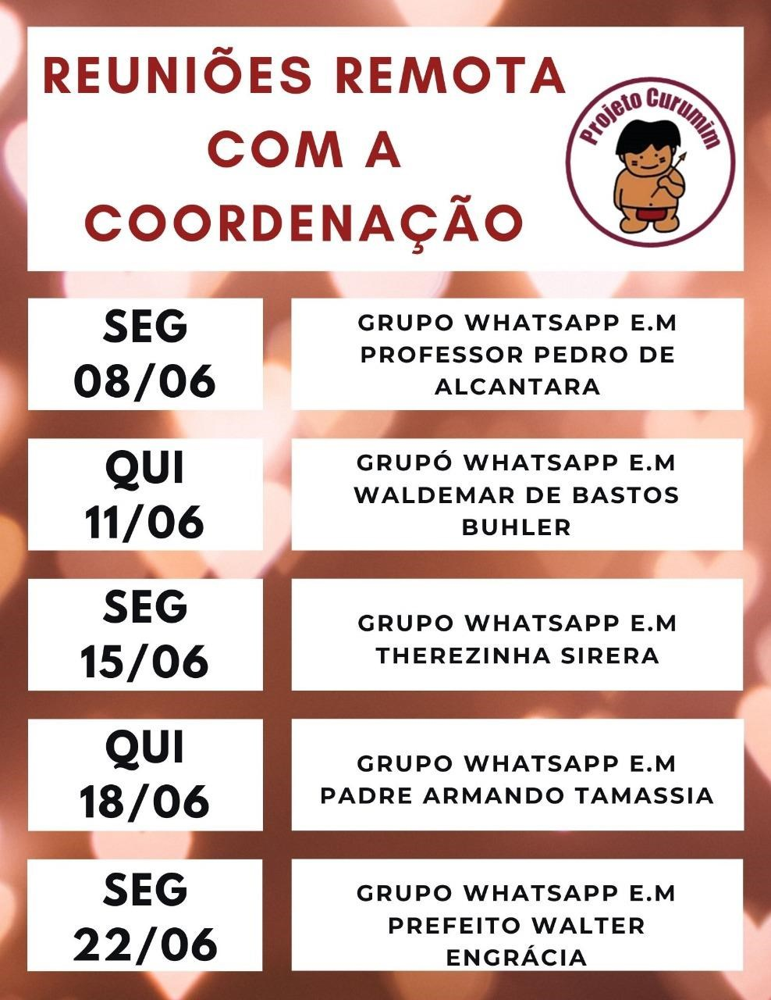 REUNIÕES REMOTA
COM A
COORDENAÇÃO
Projeto Curumim
SEG
08/06
GRUPO WHATSAPP E.M
PROFESSOR PEDRO DE
ALCANTARA
QUI
11/06
GRUPÓ WHATSAPP E.M
WALDEMAR DE BASTOS
BUHLER
SEG
15/06
GRUPO WHATSAPP E.M
THEREZINHA SIRERA
QUI
18/06
GRUPO WHATSAPP E.M
PADRE ARMANDO TAMASSIA
SEG
22/06
GRUPO WHATSAPP E.M
PREFEITO WALTER
ENGRÁCIA